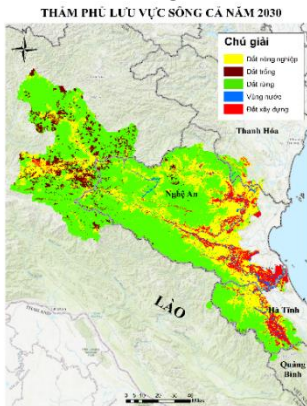 THẢM PHỦ LƯU VỰC SÔNG CẢ NĂM 2030
Chú giải
Đất nông nghiệp
Đất trống
Đất rừng
Vùng nước
Đất xây dựng
Thanh Hóa
Nghệ An
LÀO
Hà Tĩnh
Quảng
Bình